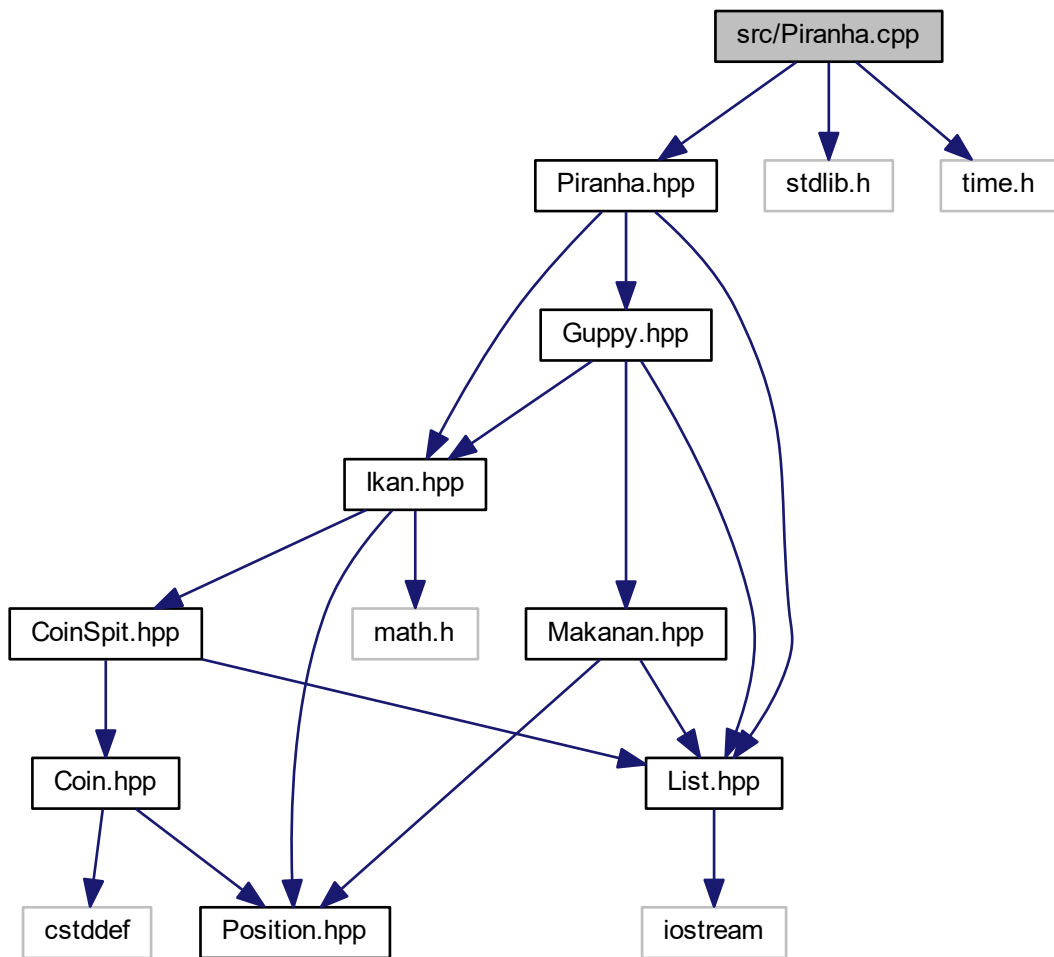 src/Piranha.cpp
Piranha.hpp
stdlib.h
time.h
Guppy.hpp
Ikan.hpp
CoinSpit.hpp
math.h
Makanan.hpp
Coin.hpp
List.hpp
cstddef
Position.hpp
iostream